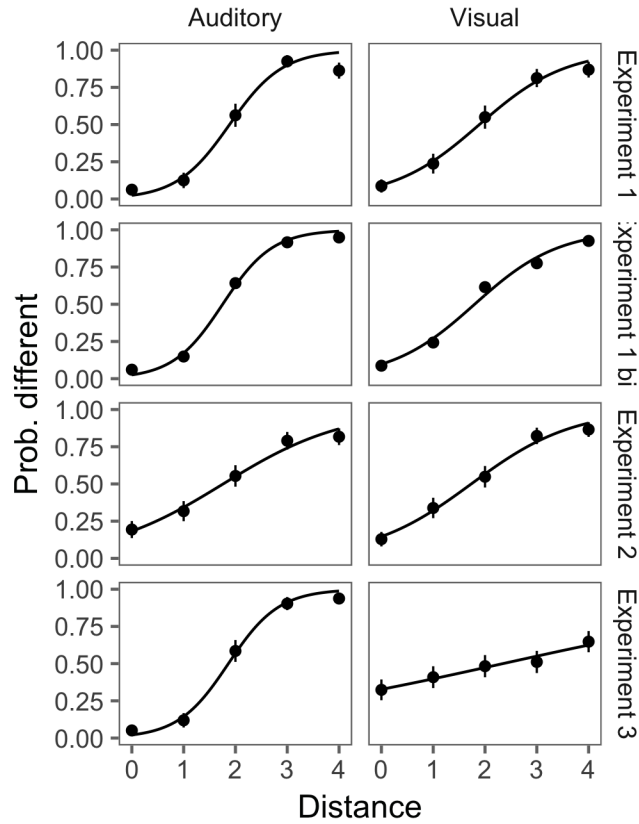 Auditory Visual
1.00
0.75
0.50
0.25
0.00
Experiment 1
1.00
0.75
0.50
0.25
0.00
xperiment 1 bi
1.00
0.75
0.50
0.25
0.00
Experiment 2
1.00
0.75
0.50
0.25
0.00
Experiment 3
Prob. different
0 1 2 3 4 0 1 2 3 4
Distance